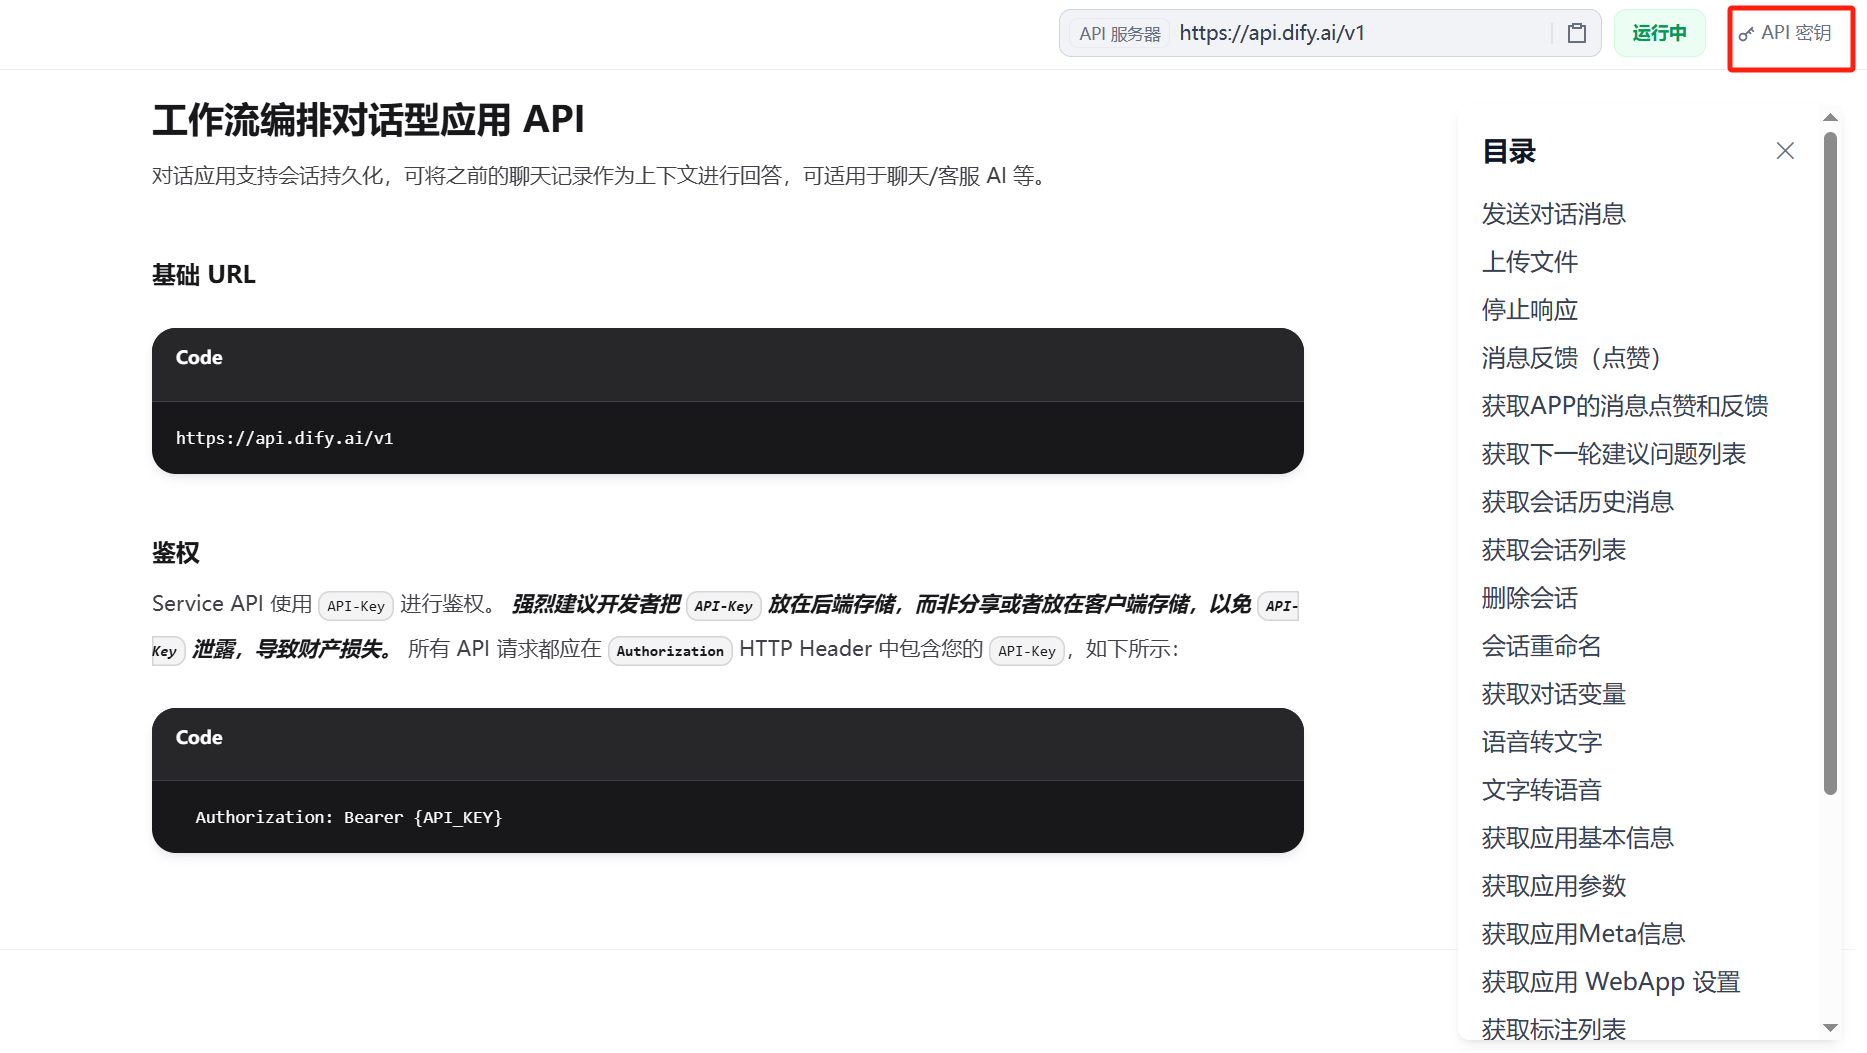 API 服务器 https://api.dify.ai/v1 运行中 API 密钥
工作流编排对话型应用 API
对话应用支持会话持久化，可将之前的聊天记录作为上下文进行回答，可适用于聊天/客服 AI 等。
基础 URL
Code
https://api.dify.ai/v1
鉴权
Service API 使用 API-Key 进行鉴权。 强烈建议开发者把 API-Key 放在后端存储，而非分享或者放在客户端存储，以免 API-
Key 泄露，导致财产损失。 所有 API 请求都应在 Authorization HTTP Header 中包含您的 API-Key，如下所示：
Code
Authorization: Bearer {API_KEY}
目录
发送对话消息
上传文件
停止响应
消息反馈（点赞）
获取APP的消息点赞和反馈
获取下一轮建议问题列表
获取会话历史消息
获取会话列表
删除会话
会话重命名
获取对话变量
语音转文字
文字转语音
获取应用基本信息
获取应用参数
获取应用Meta信息
获取应用 WebApp 设置
获取标注列表